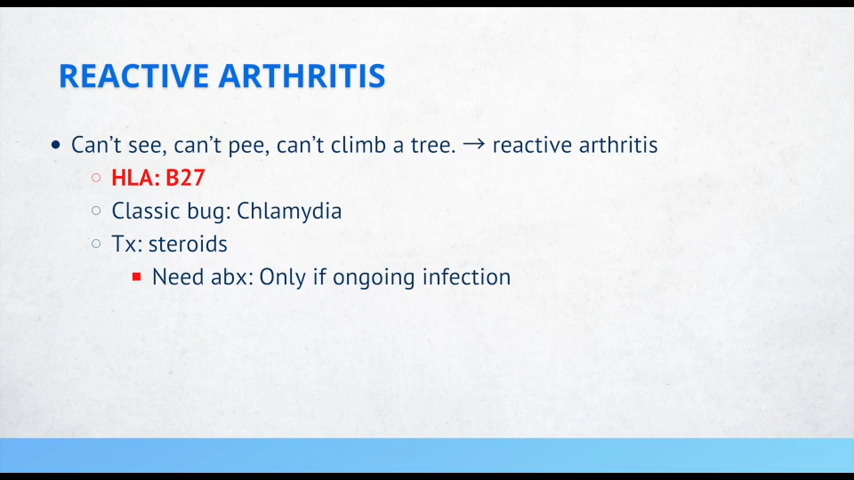 REACTIVE ARTHRITIS
• Can't see, can't pee, can't climb a tree. → reactive arthritis
○ HLA: B27
○ Classic bug: Chlamydia
○ Tx: steroids
▪ Need abx: Only if ongoing infection